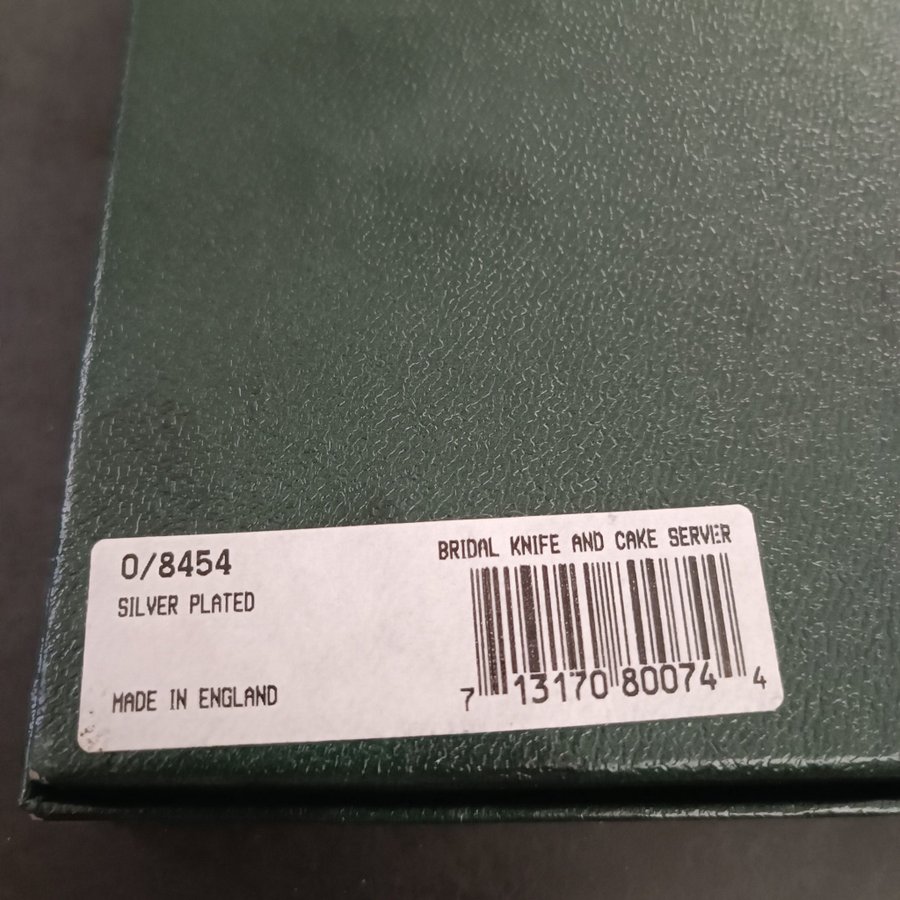 0/8454
BRIDAL KNIFE AND CAKE SERVER
SILVER PLATED
MADE IN ENGLAND
7 13170 80074 4